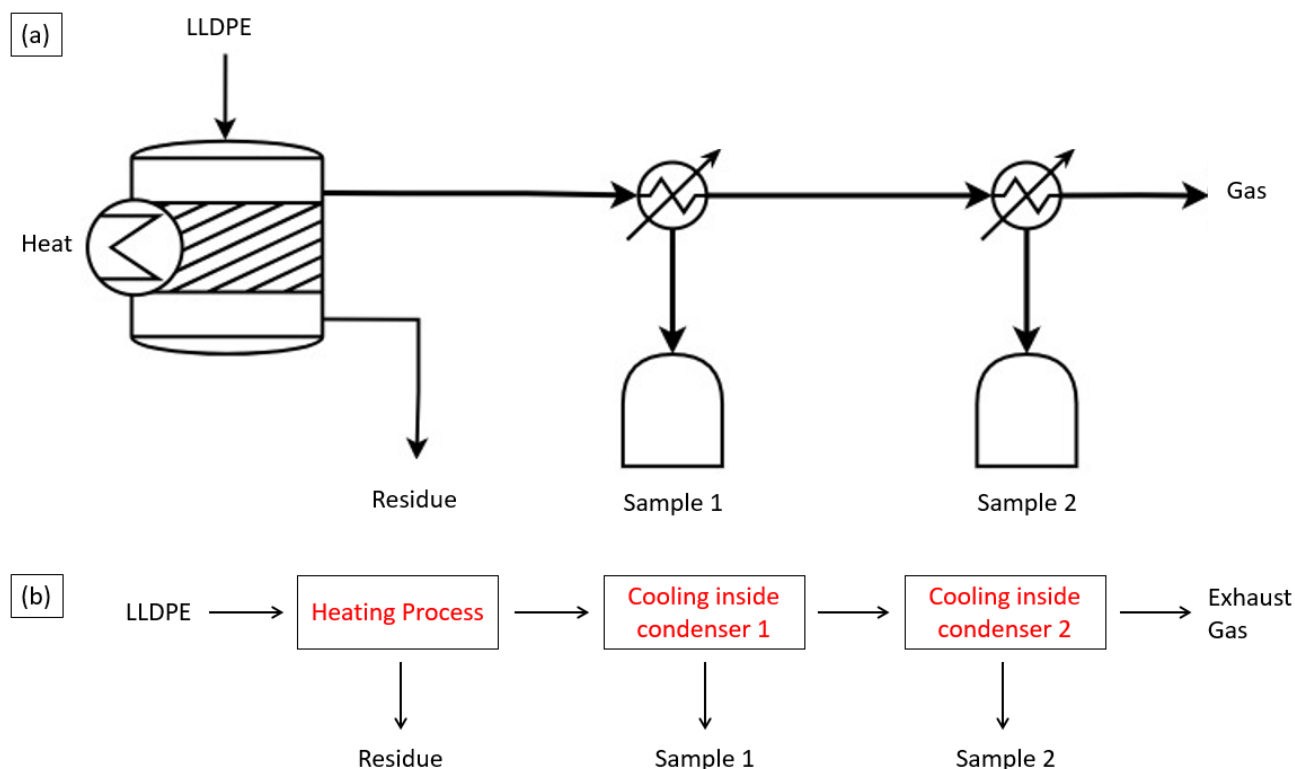 (a)
LLDPE
Heat
Gas
Residue
Sample 1
Sample 2
(b)
LLDPE
Heating Process
Cooling inside
condenser 1
Cooling inside
condenser 2
Exhaust
Gas
Residue
Sample 1
Sample 2